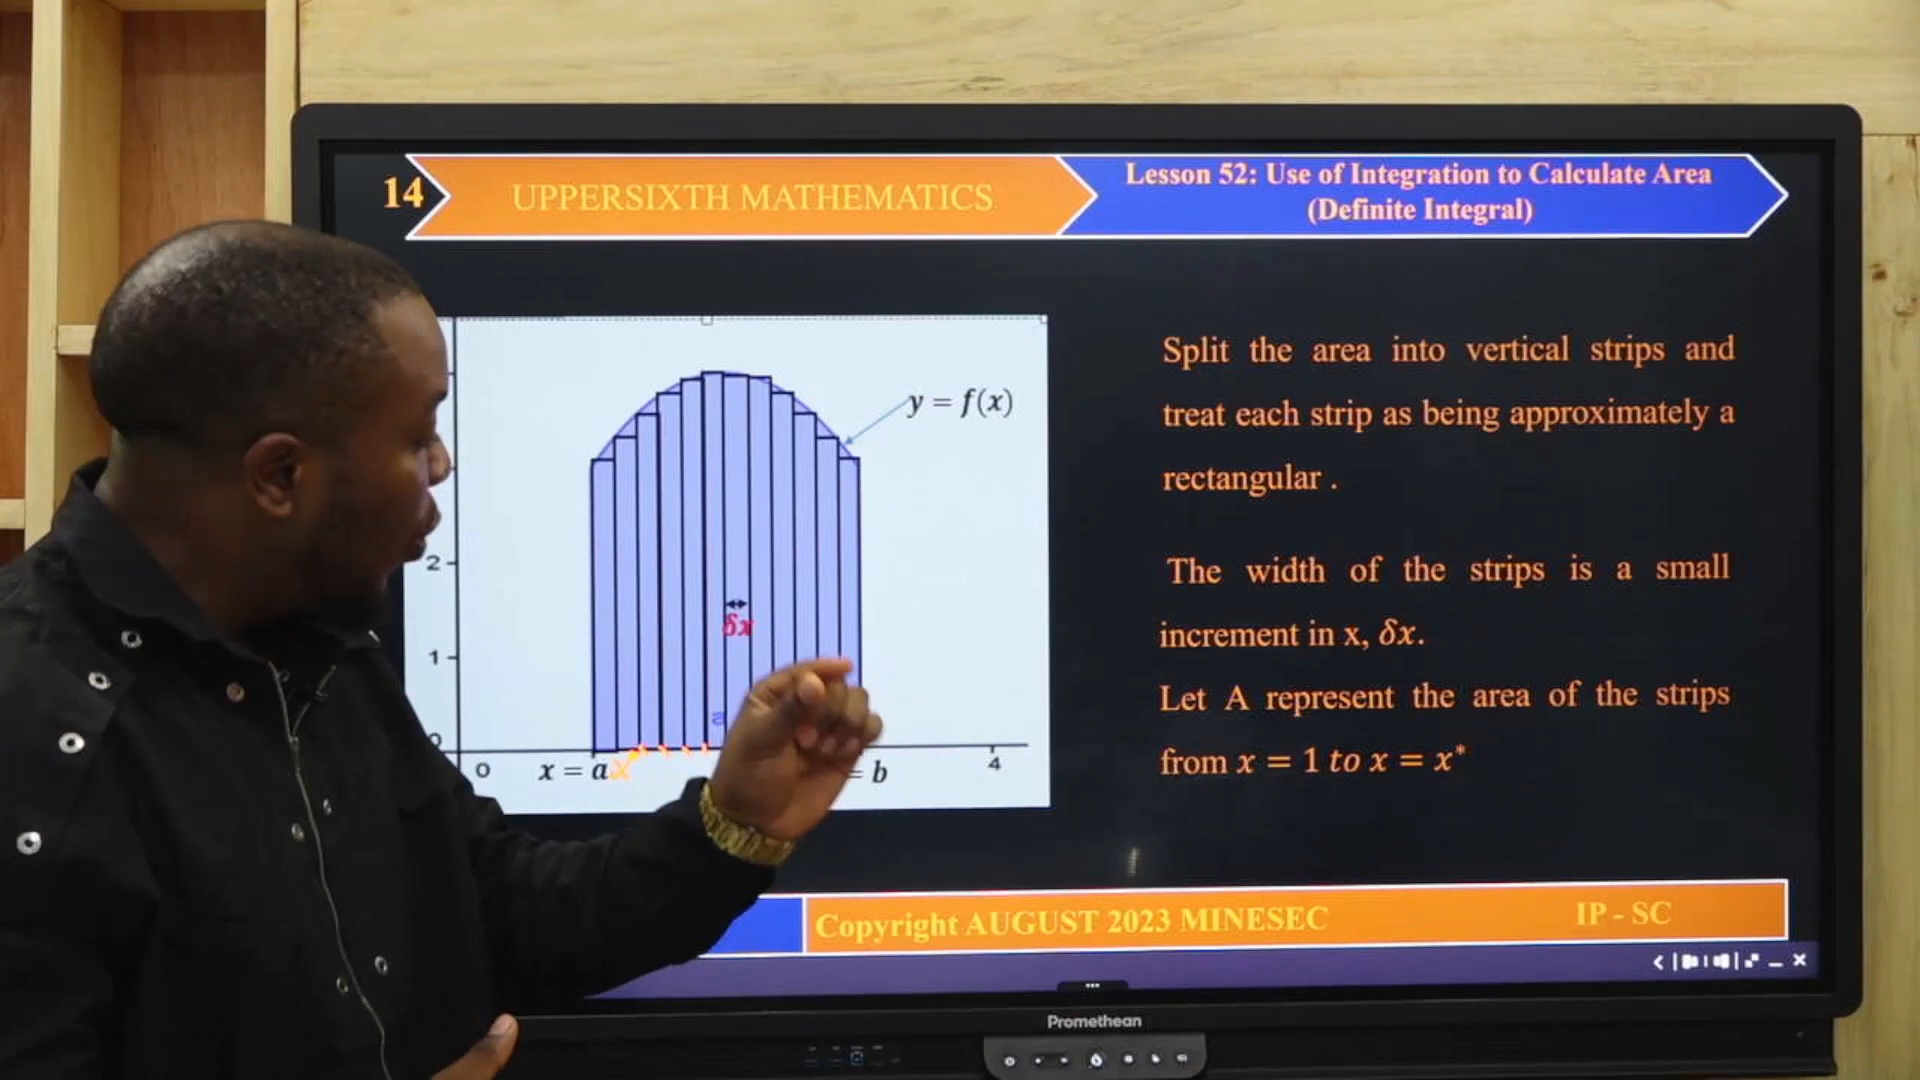 14
UPPERSIXTH MATHEMATICS
Lesson 52: Use of Integration to Calculate Area
(Definite Integral)
y = f(x)
2
δx
1
0
O
x = a
x
= b
4
Split the area into vertical strips and
treat each strip as being approximately a
rectangular .
The width of the strips is a small
increment in x, δx.
Let A represent the area of the strips
from x = 1 to x = x*
Copyright AUGUST 2023 MINESEC
IP - SC
Promethean